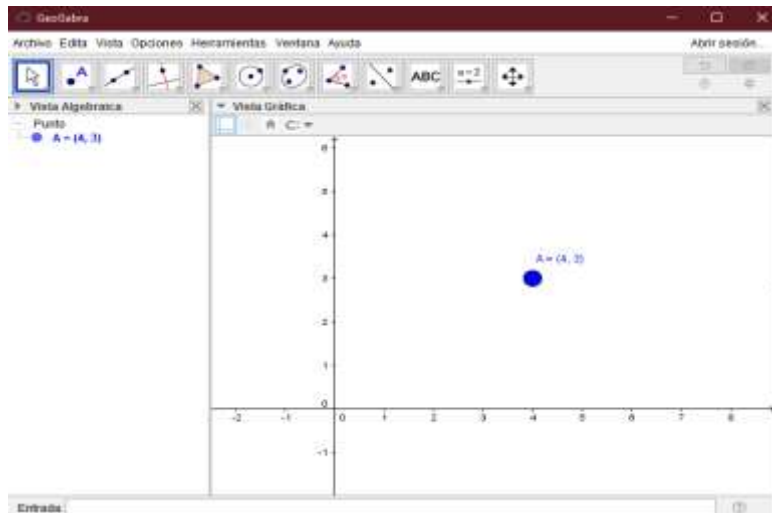 GeoGebra
Archivo Edita Vista Opciones Herramientas Ventana Ayuda
Abrir sesión...
A
ABC
a=2
Vista Algebraica
Vista Gráfica
Punto
A = (4, 3)
6
5
4
A = (4, 3)
3
2
1
0
-2 -1 0 1 2 3 4 5 6 7 8
-1
Entrada: